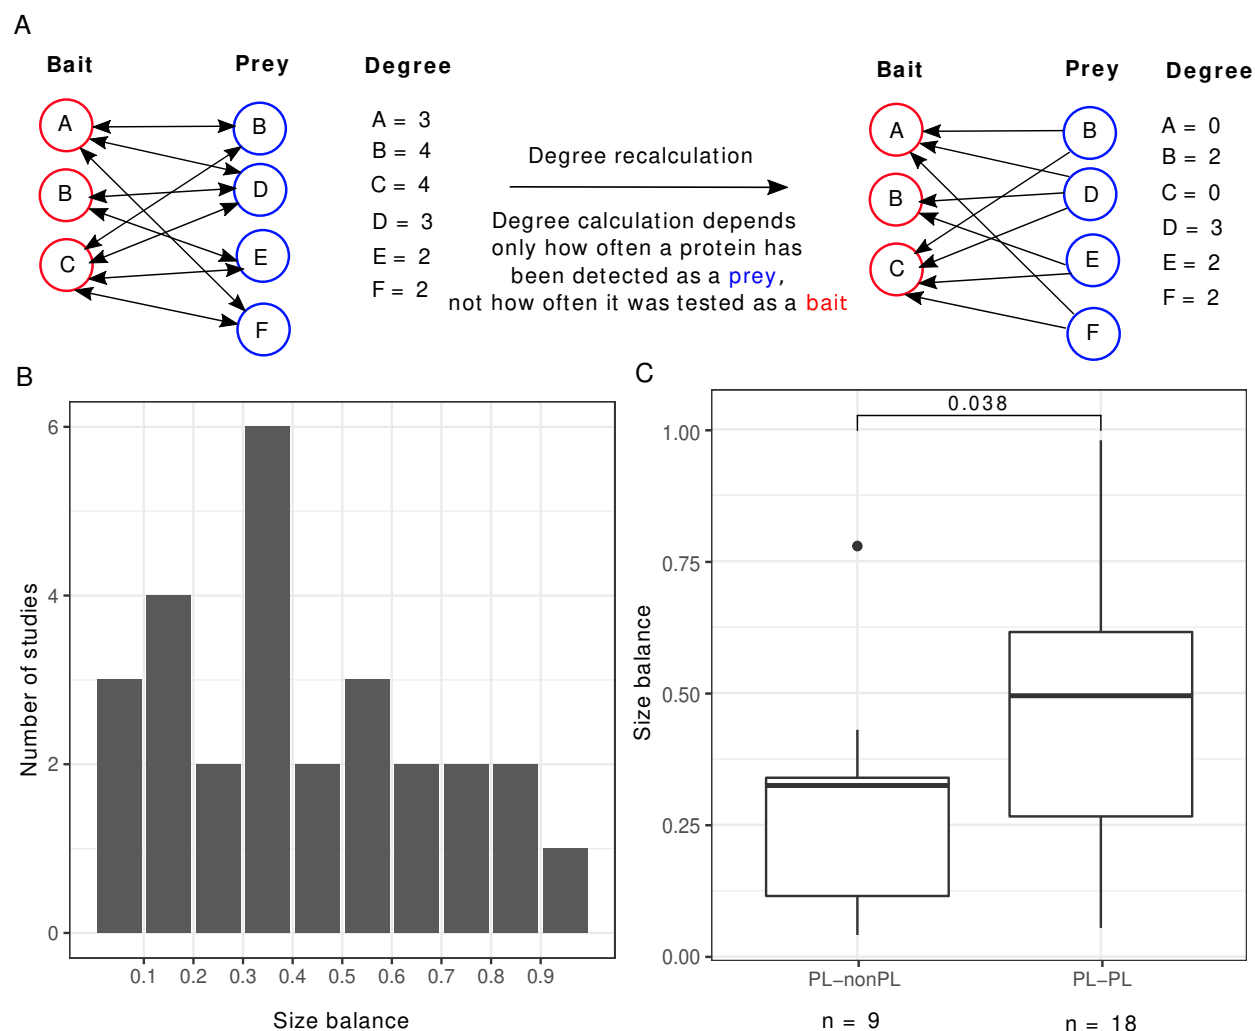 A
Bait
Prey
Degree
A
B
C
B
D
E
F
A = 3
B = 4
C = 4
D = 3
E = 2
F = 2
Degree recalculation
Degree calculation depends
only how often a protein has
been detected as a prey,
not how often it was tested as a bait
Bait
Prey
Degree
A
B
C
B
D
E
F
A = 0
B = 2
C = 0
D = 3
E = 2
F = 2
B
Number of studies
6
4
2
0
0.1 0.2 0.3 0.4 0.5 0.6 0.7 0.8 0.9
Size balance
C
0.038
Size balance
1.00
0.75
0.50
0.25
0.00
PL−nonPL PL−PL
n = 9 n = 18